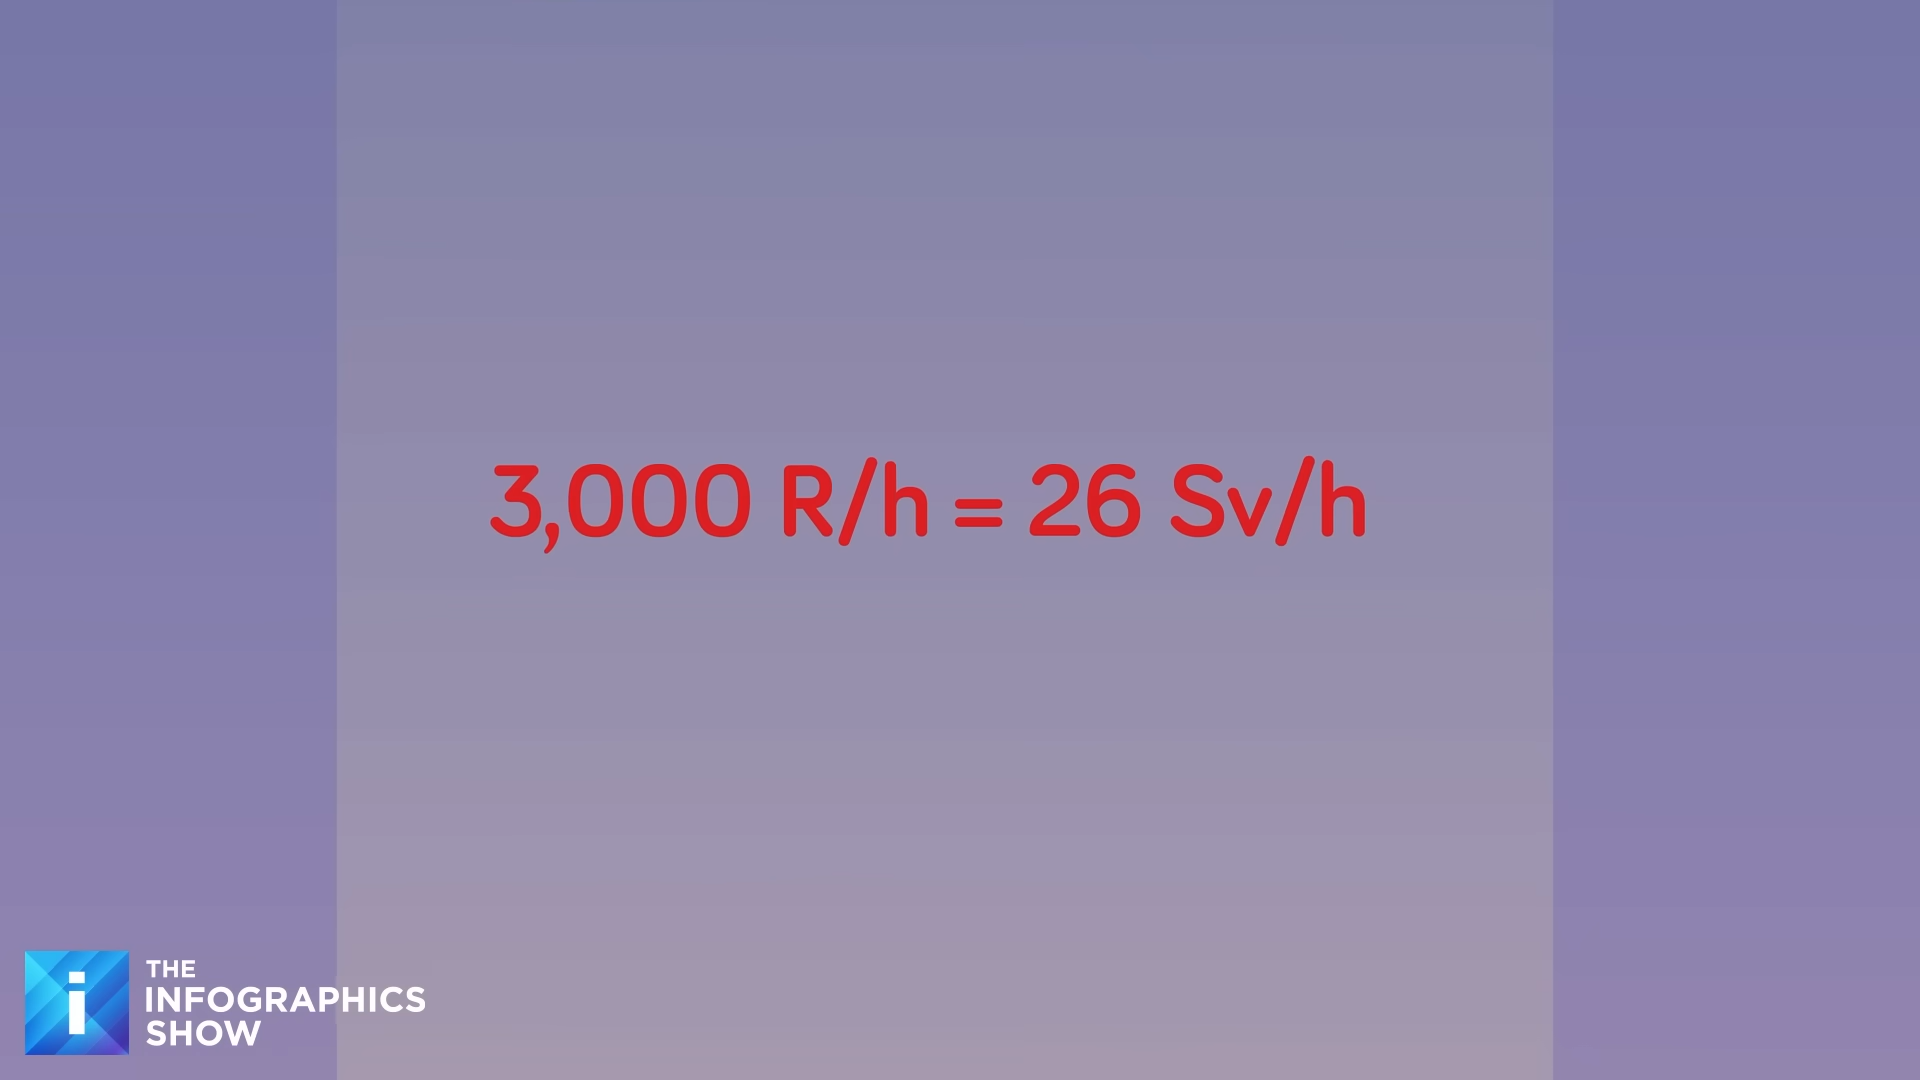 3,000 R/h = 26 Sv/h
THE
INFOGRAPHICS
SHOW